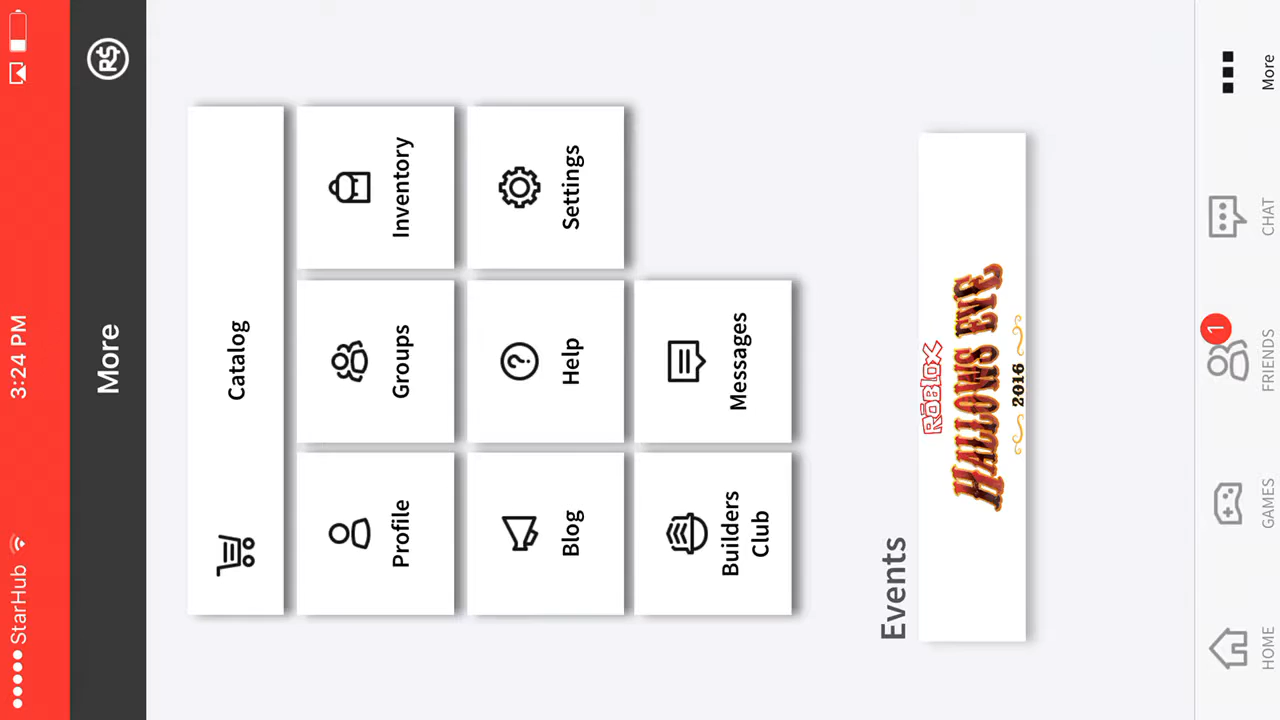 StarHub 3:24 PM
More
R$
Catalog
Profile Groups Inventory
Blog Help Settings
Builders
Club
Messages
Events
ROBLOX
HALLOWS EVE
2016
1
HOME GAMES FRIENDS CHAT More